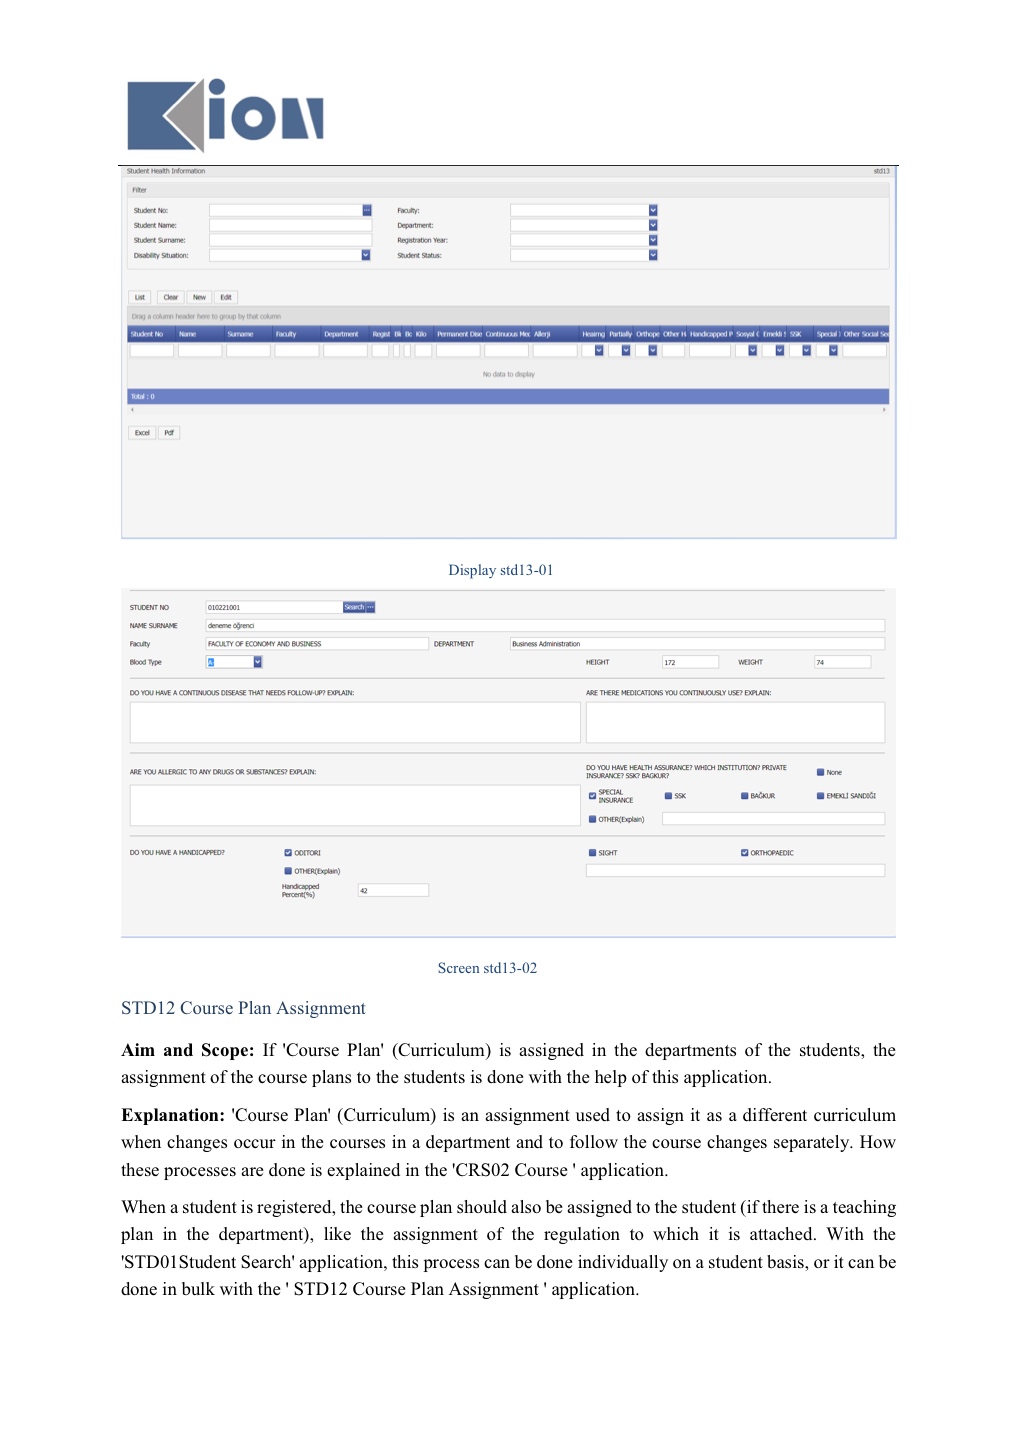 Kion
Student Health Information std13
Filter
Student No: Faculty:
Student Name: Department:
Student Surname: Registration Year:
Disability Situation: Student Status:
List Clear New Edit
Drag a column header here to group by that column
Student No Name Surname Faculty Department Regist Kilo Permanent Dise Continuous Mec Allerji Hearing Partially Orthope Other H Handicapped P Sosyal Emekli SSK Special Other Social Se
No data to display
Total : 0
Excel Pdf
Display std13-01
STUDENT NO 010221001 Search ...
NAME SURNAME deneme öğrenci
Faculty FACULTY OF ECONOMY AND BUSINESS DEPARTMENT Business Administration
Blood Type HEIGHT 172 WEIGHT 74
DO YOU HAVE A CONTINUOUS DISEASE THAT NEEDS FOLLOW-UP? EXPLAIN: ARE THERE MEDICATIONS YOU CONTINUOUSLY USE? EXPLAIN:
ARE YOU ALLERGIC TO ANY DRUGS OR SUBSTANCES? EXPLAIN:
DO YOU HAVE HEALTH ASSURANCE? WHICH INSTITUTION? PRIVATE
INSURANCE? SSK? BAGKUR?
None
SPECIAL
INSURANCE
SSK BAĞKUR EMEKLİ SANDIĞI
OTHER(Explain)
DO YOU HAVE A HANDICAPPED? ODITORI SIGHT ORTHOPAEDIC
OTHER(Explain)
Handicapped
Percent(%)
42
Screen std13-02
STD12 Course Plan Assignment
Aim and Scope: If 'Course Plan' (Curriculum) is assigned in the departments of the students, the
assignment of the course plans to the students is done with the help of this application.
Explanation: 'Course Plan' (Curriculum) is an assignment used to assign it as a different curriculum
when changes occur in the courses in a department and to follow the course changes separately. How
these processes are done is explained in the 'CRS02 Course ' application.
When a student is registered, the course plan should also be assigned to the student (if there is a teaching
plan in the department), like the assignment of the regulation to which it is attached. With the
'STD01Student Search' application, this process can be done individually on a student basis, or it can be
done in bulk with the ' STD12 Course Plan Assignment ' application.